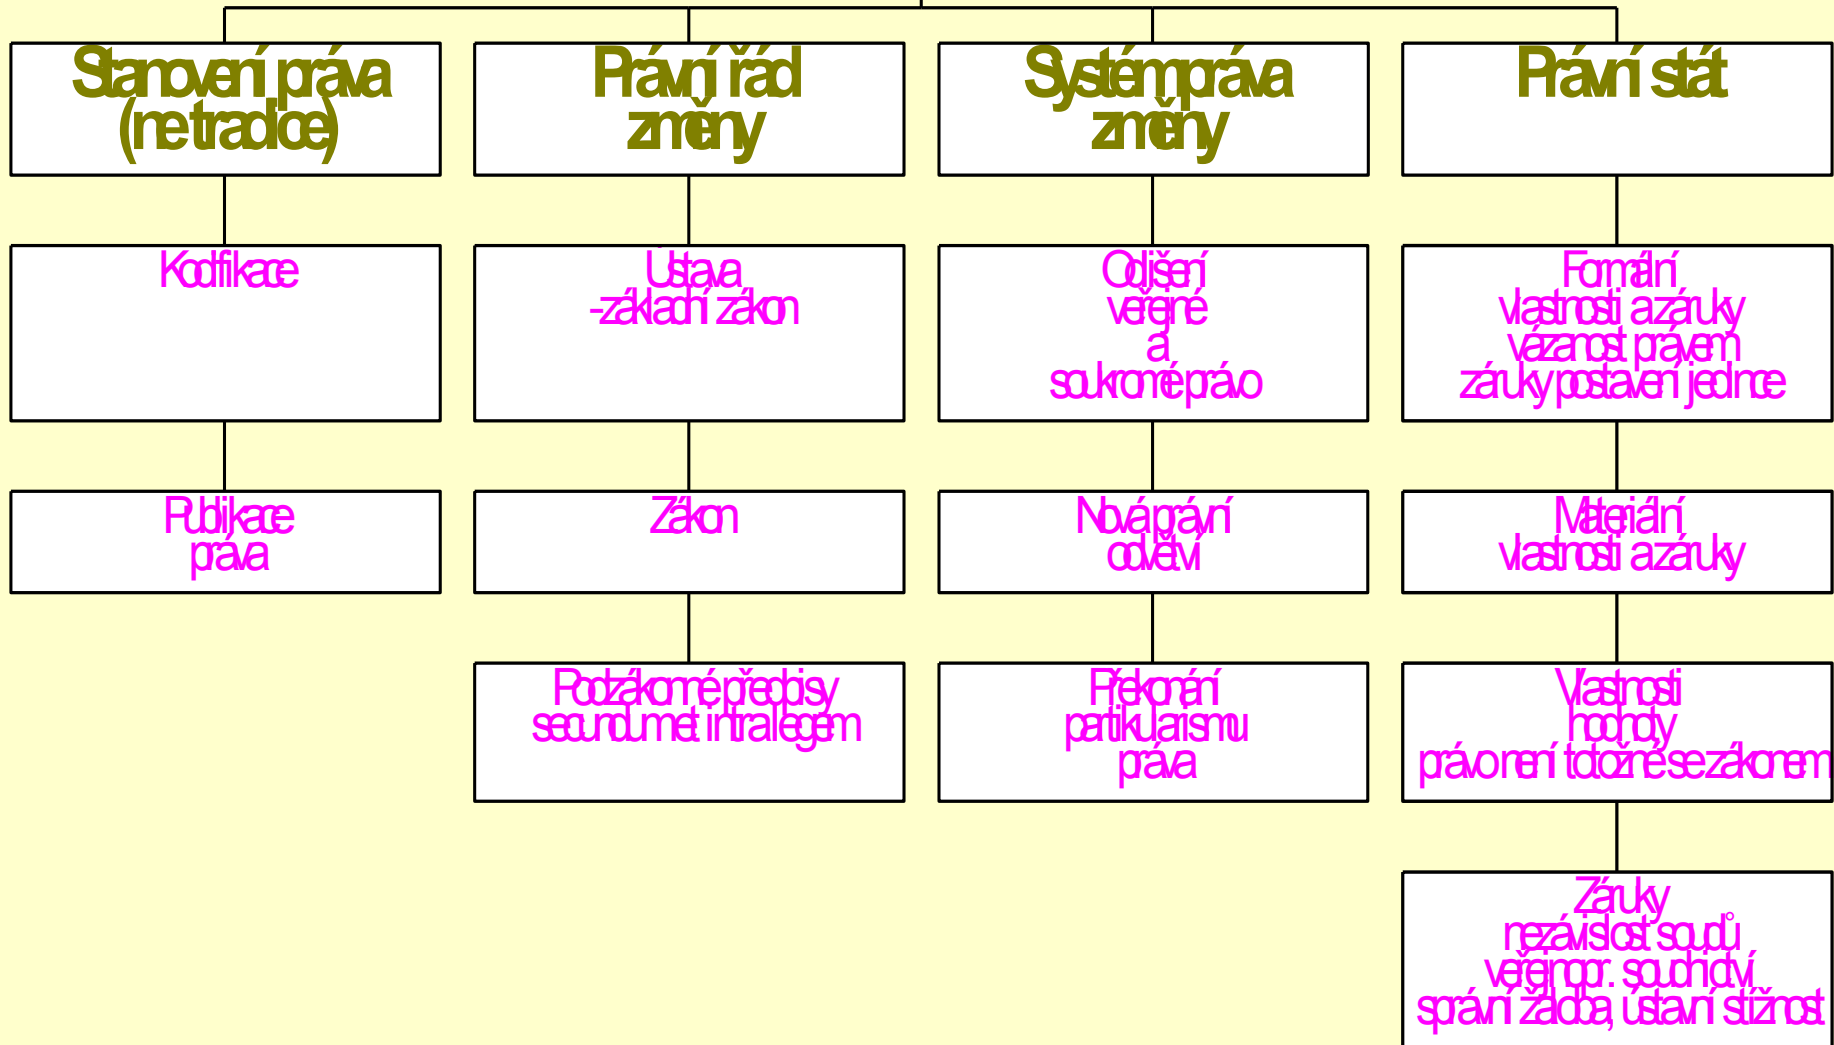 Stanovení práva
(ne tradice)
Kodifikace
Publikace
práva
Právní řád
změny
Ústava
-základní zákon
Zákon
Podzákonné předpisy
secundum et intra legem
Systém práva
změny
Odlišení
veřejné
a
soukromé právo
Nová právní
odvětví
Překonání
partikularismu
práva
Právní stát
Formální
vlastnosti a záruky
vázanost právem
záruky postavení jedince
Materiální
vlastnosti a záruky
Vlastnosti
hodnoty
právo není totožné se zákonem
Záruky
nezávislost soudů
veřejnopr. soudnictví
správní žaloba, ústavní stížnost